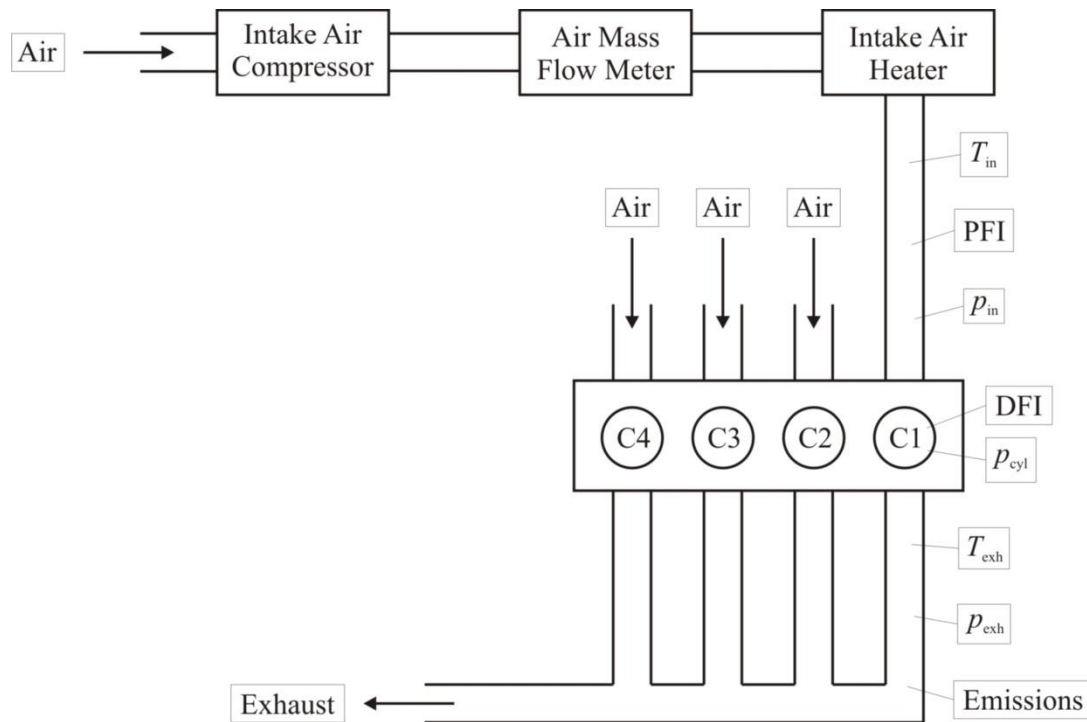 Air
Intake Air
Compressor
Air Mass
Flow Meter
Intake Air
Heater
T_in
Air
Air
Air
PFI
p_in
C4
C3
C2
C1
DFI
p_cyl
T_exh
p_exh
Exhaust
Emissions